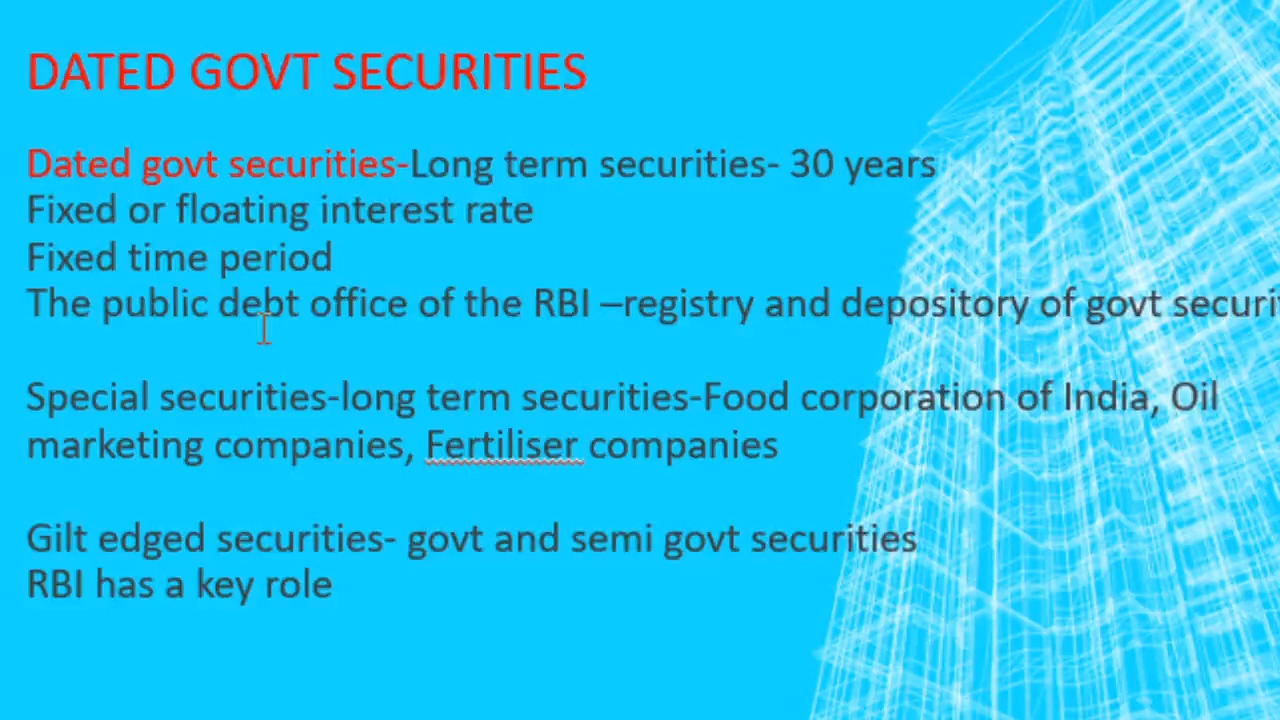 DATED GOVT SECURITIES
Dated govt securities-Long term securities- 30 years
Fixed or floating interest rate
Fixed time period
The public debt office of the RBI –registry and depository of govt securi
Special securities-long term securities-Food corporation of India, Oil
marketing companies, Fertiliser companies
Gilt edged securities- govt and semi govt securities
RBI has a key role